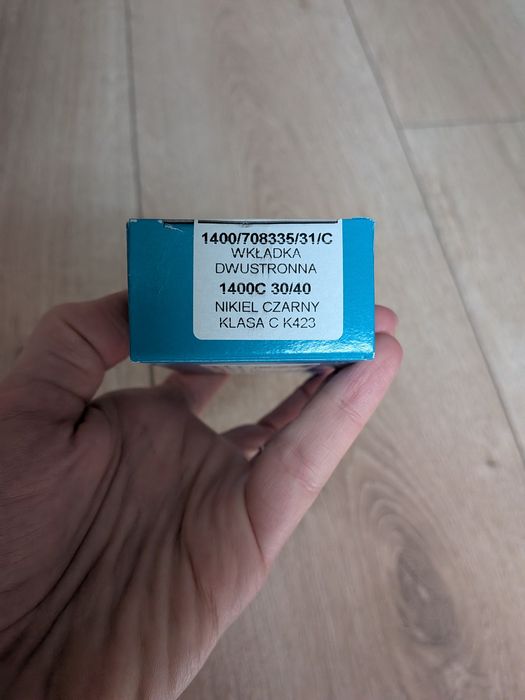 1400/708335/31/C
WKŁADKA
DWUSTRONNA
1400C 30/40
NIKIEL CZARNY
KLASA C K423